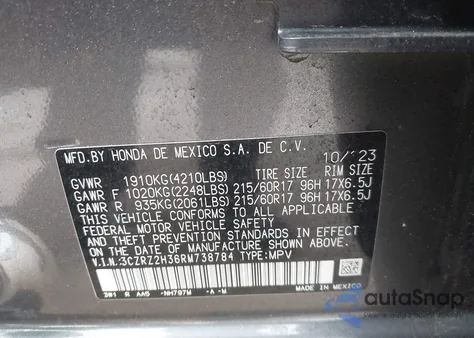 MFD.BY HONDA DE MEXICO S.A. DE C.V. 10/'23
GVWR 1910KG(4210LBS) TIRE SIZE RIM SIZE
GAWR F 1020KG(2248LBS) 215/60R17 96H 17X6.5J
GAWR R 935KG(2061LBS) 215/60R17 96H 17X6.5J
THIS VEHICLE CONFORMS TO ALL APPLICABLE
FEDERAL MOTOR VEHICLE SAFETY AND THEFT
PREVENTION STANDARDS IN EFFECT ON THE
DATE OF MANUFACTURE SHOWN ABOVE.
V.I.N.:3CZRZ2H36RM738784 TYPE:MPV
R AAD NH797M -A-M
MADE IN MEXICO
autoSnap